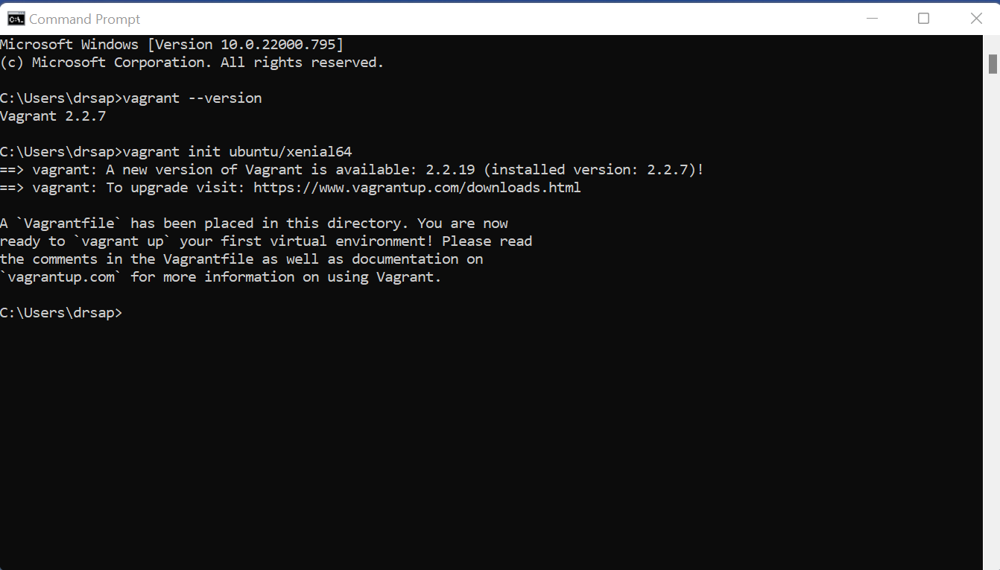 Command Prompt
Microsoft Windows [Version 10.0.22000.795]
(c) Microsoft Corporation. All rights reserved.
C:\Users\drsap>vagrant --version
Vagrant 2.2.7
C:\Users\drsap>vagrant init ubuntu/xenial64
==> vagrant: A new version of Vagrant is available: 2.2.19 (installed version: 2.2.7)!
==> vagrant: To upgrade visit: https://www.vagrantup.com/downloads.html
A `Vagrantfile` has been placed in this directory. You are now
ready to `vagrant up` your first virtual environment! Please read
the comments in the Vagrantfile as well as documentation on
`vagrantup.com` for more information on using Vagrant.
C:\Users\drsap>